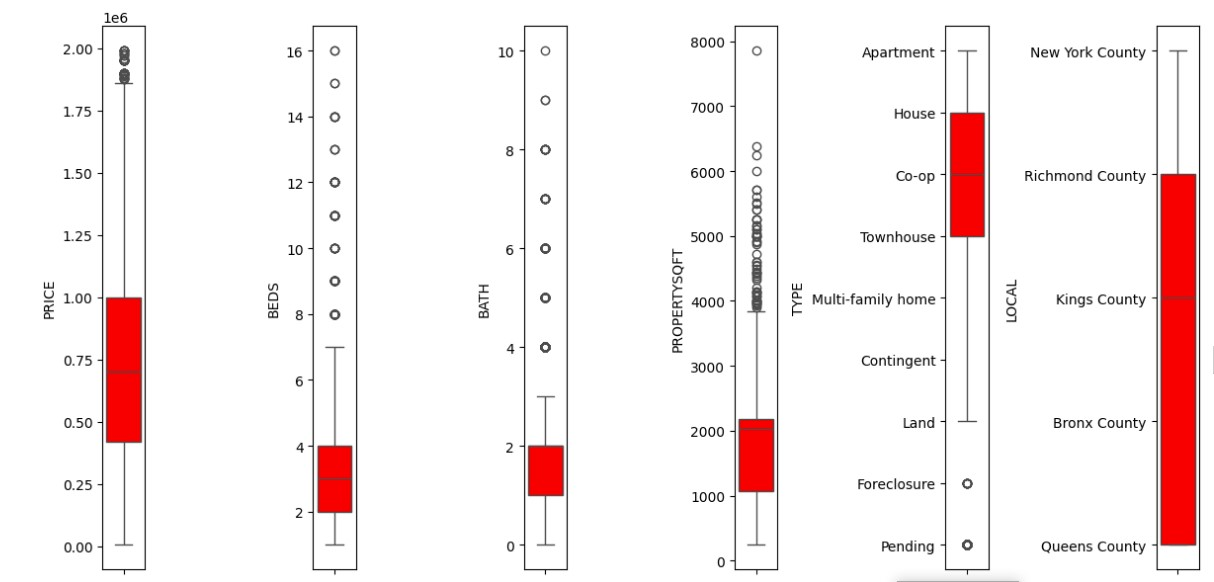 1e6
PRICE
2.00
1.75
1.50
1.25
1.00
0.75
0.50
0.25
0.00
BEDS
16
14
12
10
8
6
4
2
BATH
10
8
6
4
2
0
PROPERTYSQFT
8000
7000
6000
5000
4000
3000
2000
1000
0
TYPE
Apartment
House
Co-op
Townhouse
Multi-family home
Contingent
Land
Foreclosure
Pending
LOCAL
New York County
Richmond County
Kings County
Bronx County
Queens County